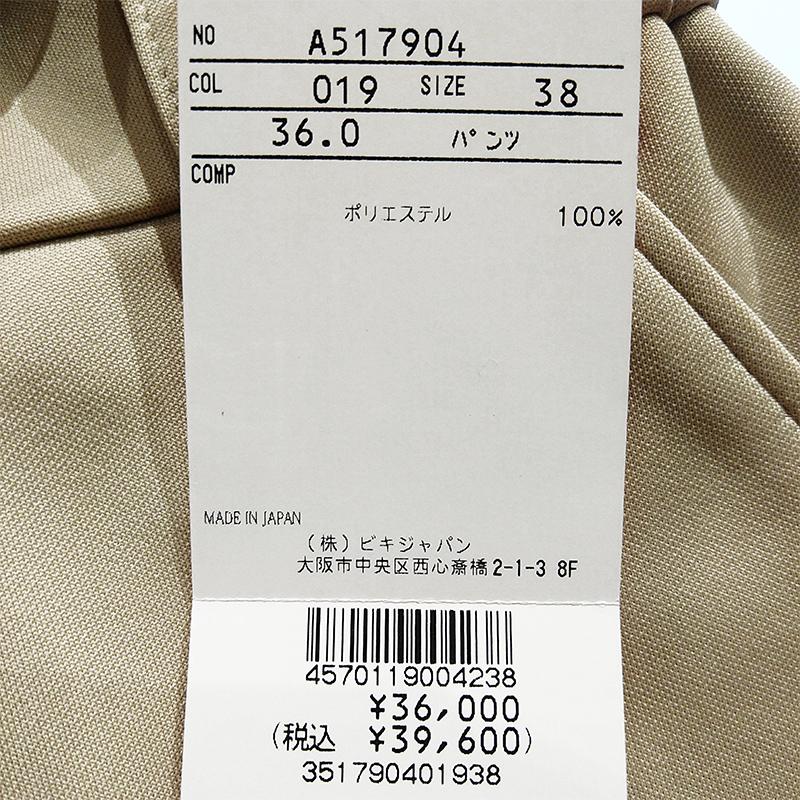 NO A517904
COL 019 SIZE 38
36.0 パンツ
COMP
ポリエステル 100%
MADE IN JAPAN
(株)ビキジャパン
大阪市中央区西心斎橋2-1-3 8F
4570119004238
¥36,000
(税込 ¥39,600)
351790401938